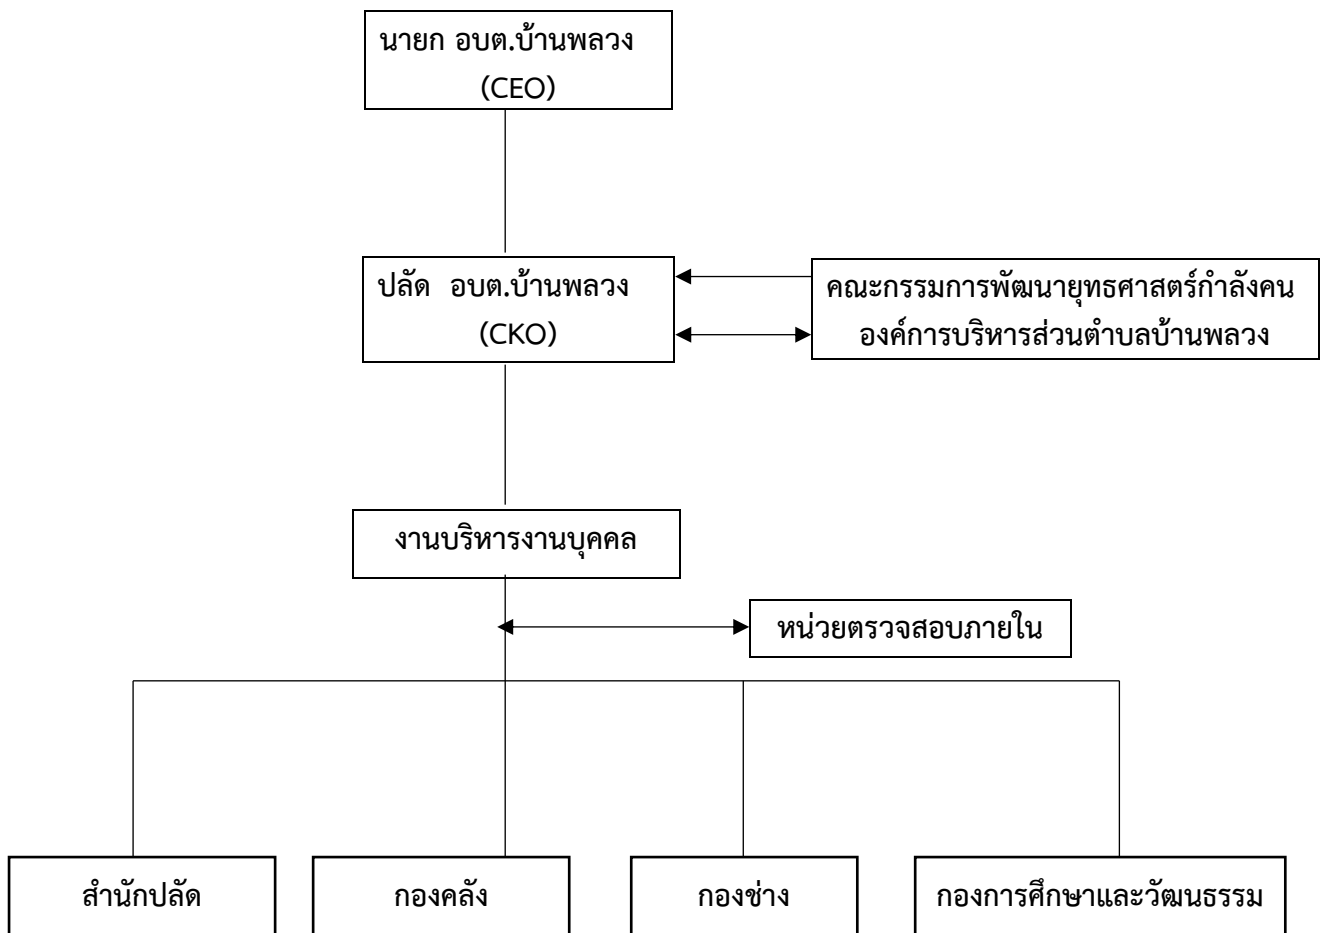 นายก อบต.บ้านพลวง
(CEO)
ปลัด อบต.บ้านพลวง
(CKO)
คณะกรรมการพัฒนายุทธศาสตร์กำลังคน
องค์การบริหารส่วนตำบลบ้านพลวง
งานบริหารงานบุคคล
หน่วยตรวจสอบภายใน
สำนักปลัด
กองคลัง
กองช่าง
กองการศึกษาและวัฒนธรรม